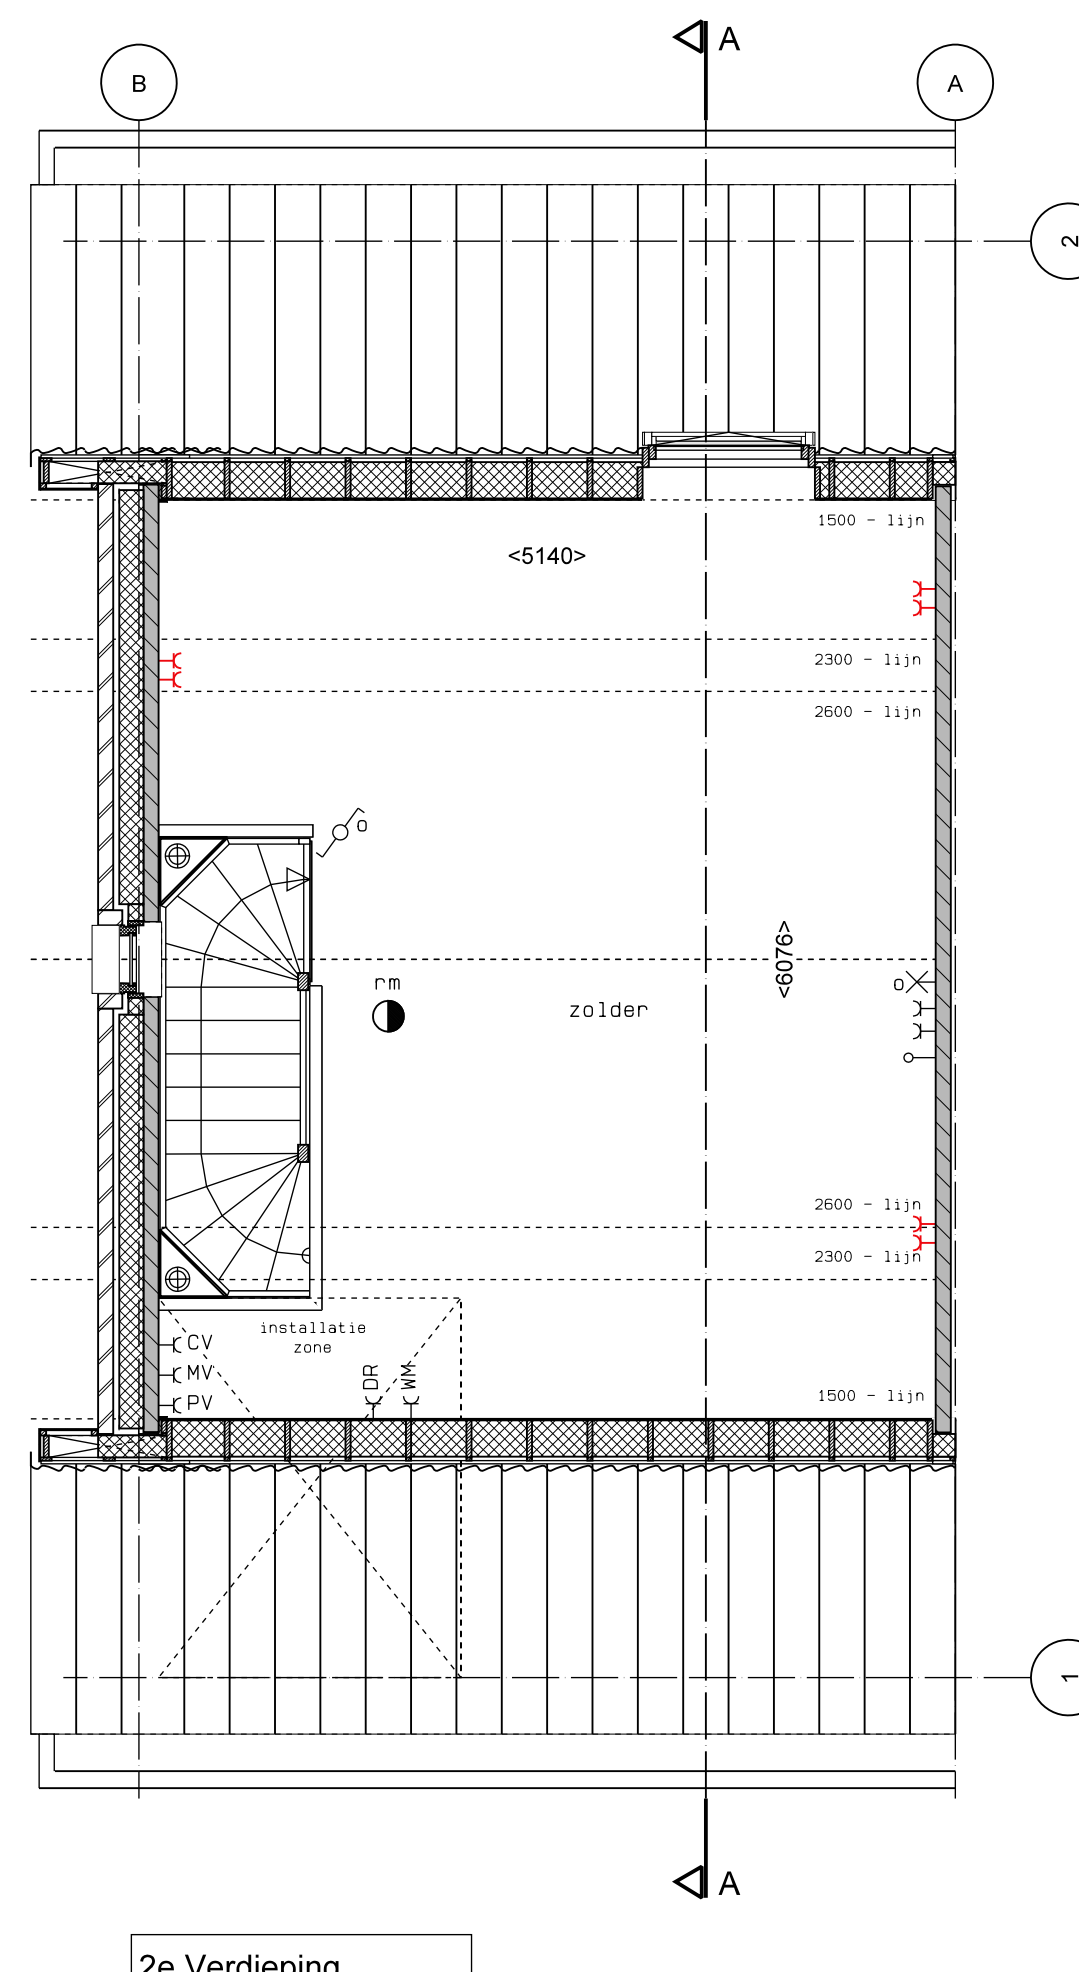 A
B
A
2
1500 - lijn
<5140>
2300 - lijn
2600 - lijn
o
<6076>
rm
o
zolder
2600 - lijn
2300 - lijn
installatie
zone
CV
MV
DR
WM
PV
1500 - lijn
1
A
2e Verdieping